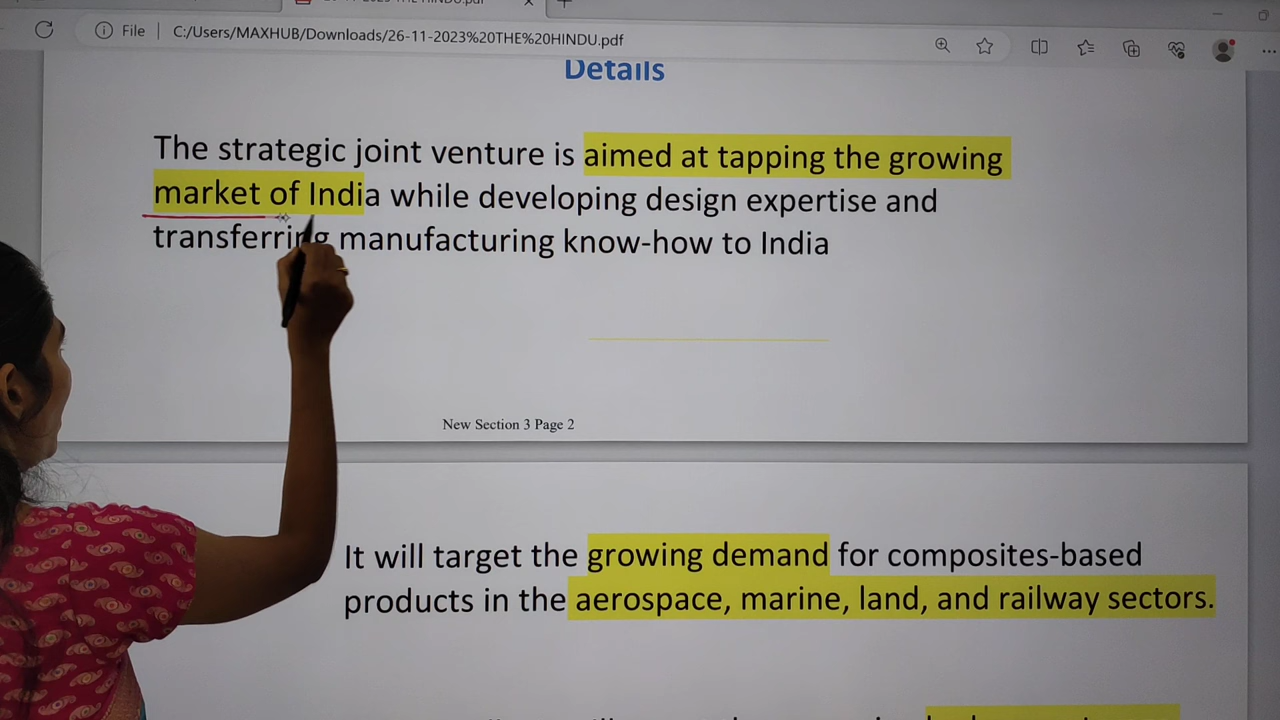 File
C:/Users/MAXHUB/Downloads/26-11-2023%20THE%20HINDU.pdf
Details
The strategic joint venture is aimed at tapping the growing
market of India while developing design expertise and
transferring manufacturing know-how to India
New Section 3 Page 2
It will target the growing demand for composites-based
products in the aerospace, marine, land, and railway sectors.